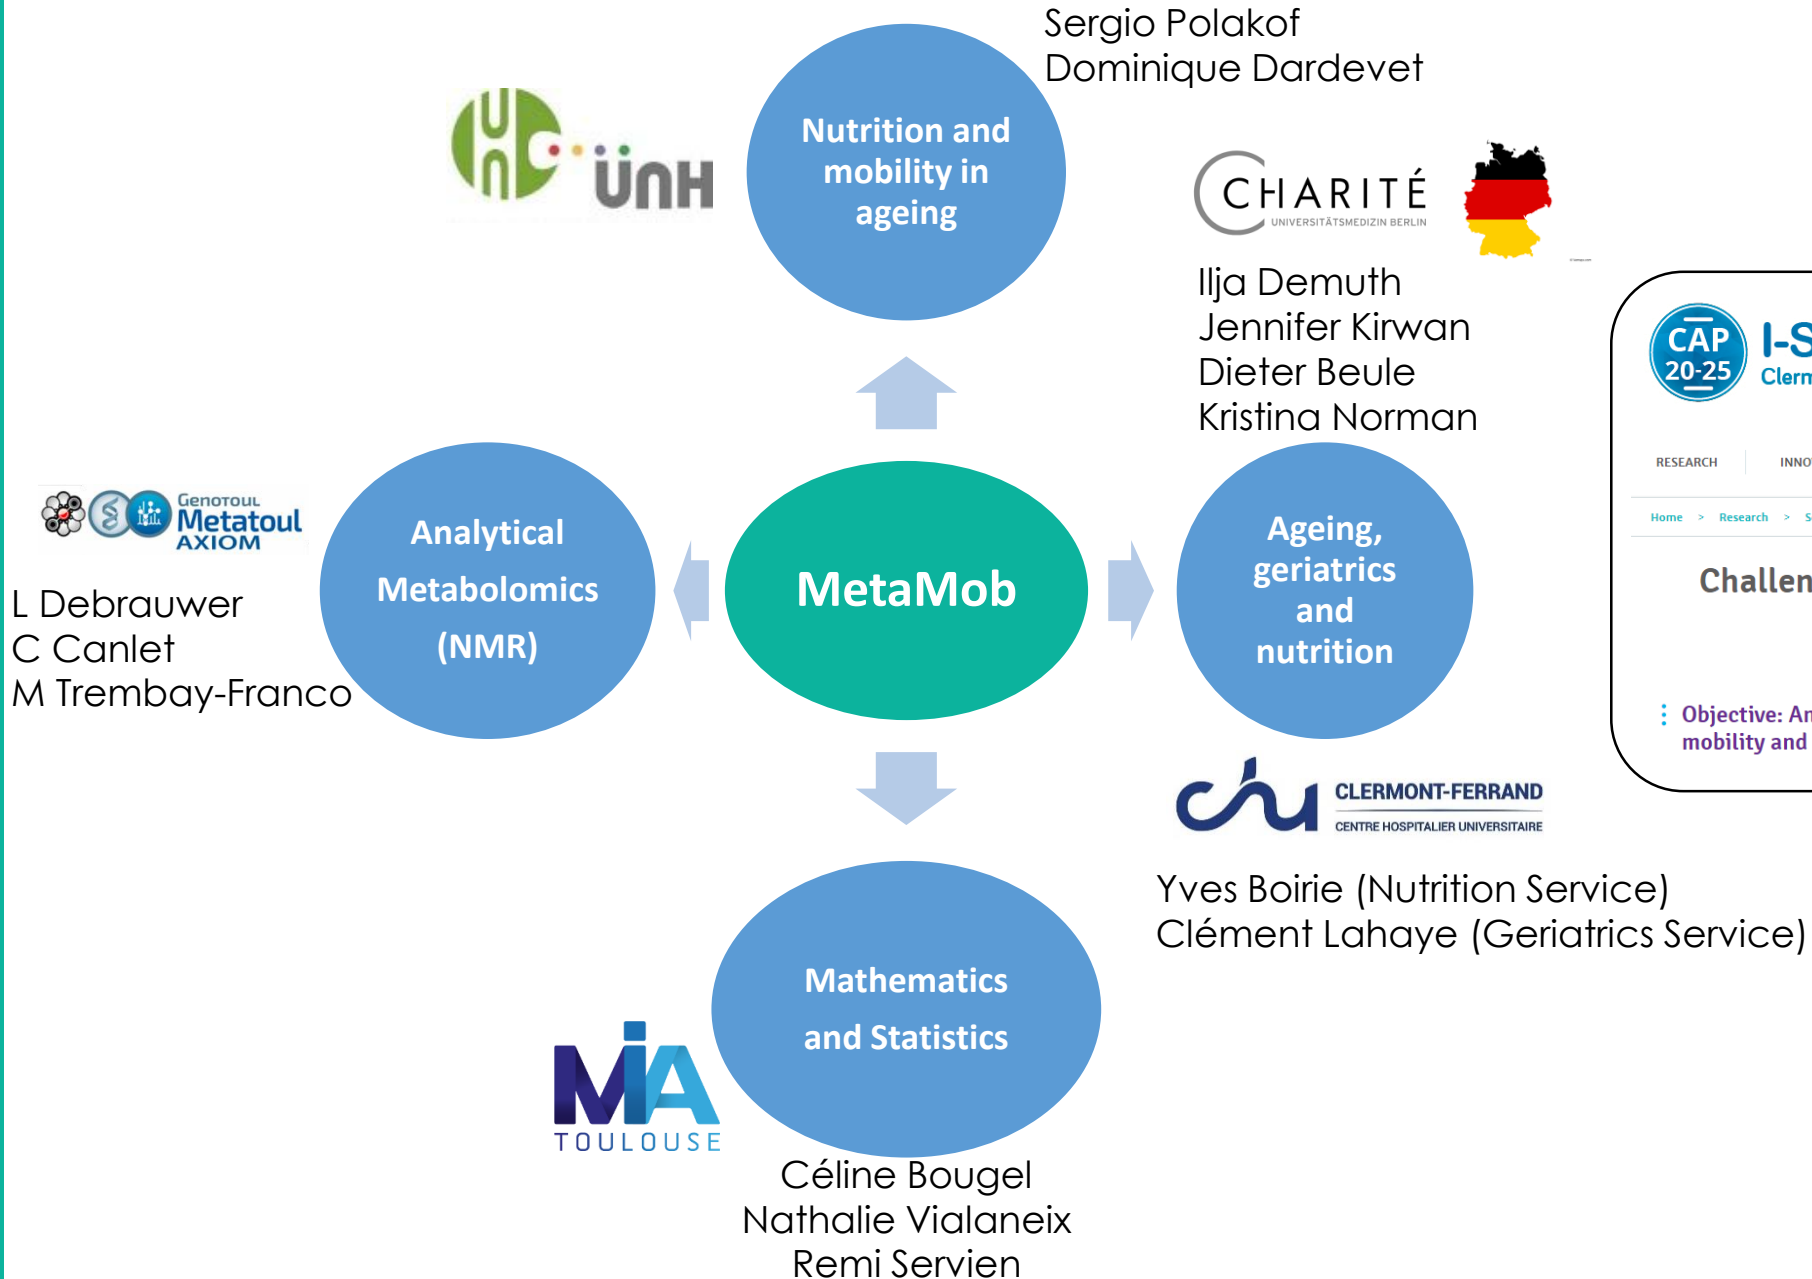 Sergio Polakof
Dominique Dardevet
Nutrition and
mobility in
ageing
UNH
CHARITÉ
UNIVERSITÄTSMEDIZIN BERLIN
Ilja Demuth
Jennifer Kirwan
Dieter Beule
Kristina Norman
CAP
20-25
I-S
Clerm
RESEARCH
INNO
Home > Research > S
Challen
Objective: An
mobility and
GENOTOUL
Metatoul
AXIOM
L Debrauwer
C Canlet
M Trembay-Franco
Analytical
Metabolomics
(NMR)
MetaMob
Ageing,
geriatrics
and
nutrition
chu
CLERMONT-FERRAND
CENTRE HOSPITALIER UNIVERSITAIRE
Yves Boirie (Nutrition Service)
Clément Lahaye (Geriatrics Service)
Mathematics
and Statistics
MIA
TOULOUSE
Céline Bougel
Nathalie Vialaneix
Remi Servien